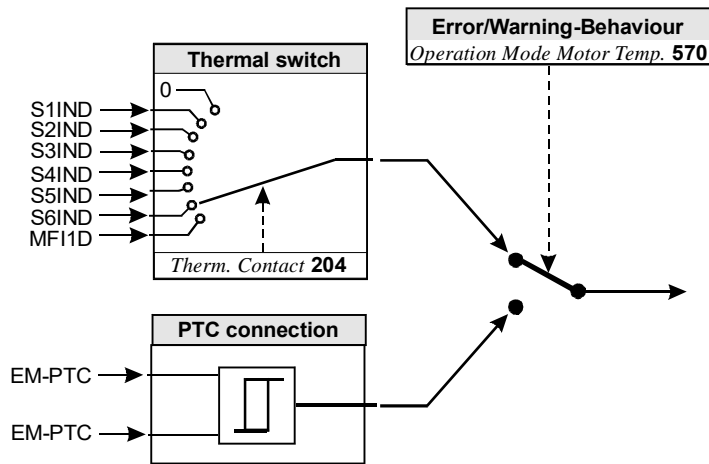 Error/Warning-Behaviour
Operation Mode Motor Temp. 570
Thermal switch
0
S1IND
S2IND
S3IND
S4IND
S5IND
S6IND
MFI1D
Therm. Contact 204
PTC connection
EM-PTC
EM-PTC